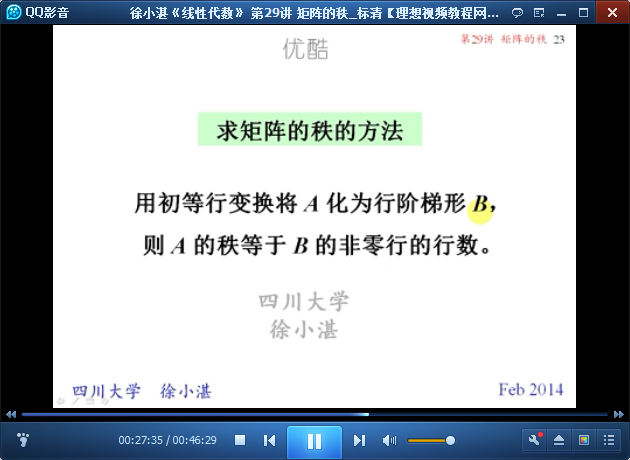 QQ影音
徐小湛《线性代数》 第29讲 矩阵的秩_标清【理想视频教程网...
优酷
第29讲 矩阵的秩 23
求矩阵的秩的方法
用初等行变换将 A 化为行阶梯形 B,
则 A 的秩等于 B 的非零行的行数。
四川大学
徐小湛
四川大学 徐小湛
Feb 2014
00:27:35 / 00:46:29